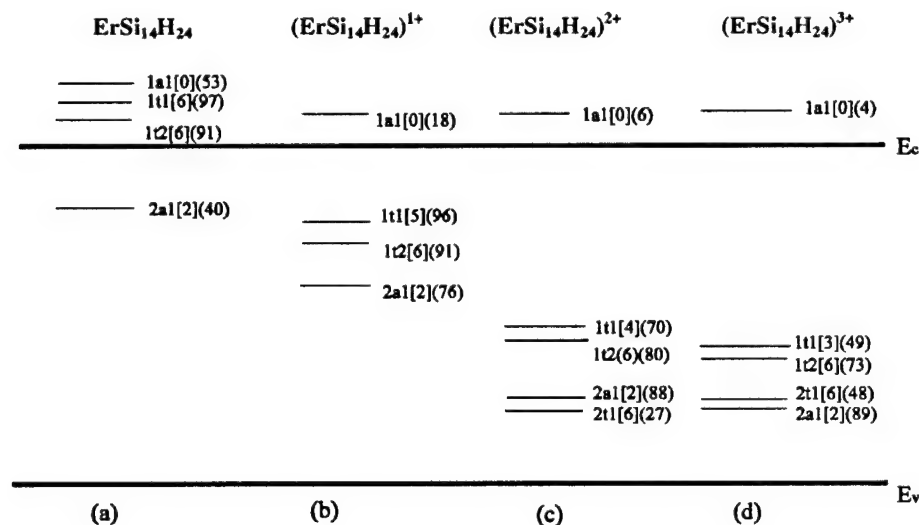 ErSi₁₄H₂₄ (ErSi₁₄H₂₄)¹⁺ (ErSi₁₄H₂₄)²⁺ (ErSi₁₄H₂₄)³⁺
1a1[0](53)
1t1[6](97)
1t2[6](91)
2a1[2](40)
1a1[0](18)
1t1[5](96)
1t2[6](91)
2a1[2](76)
1a1[0](6)
1t1[4](70)
1t2(6)(80)
2a1[2](88)
2t1[6](27)
1a1[0](4)
1t1[3](49)
1t2[6](73)
2t1[6](48)
2a1[2](89)
Ec
Ev
(a) (b) (c) (d)